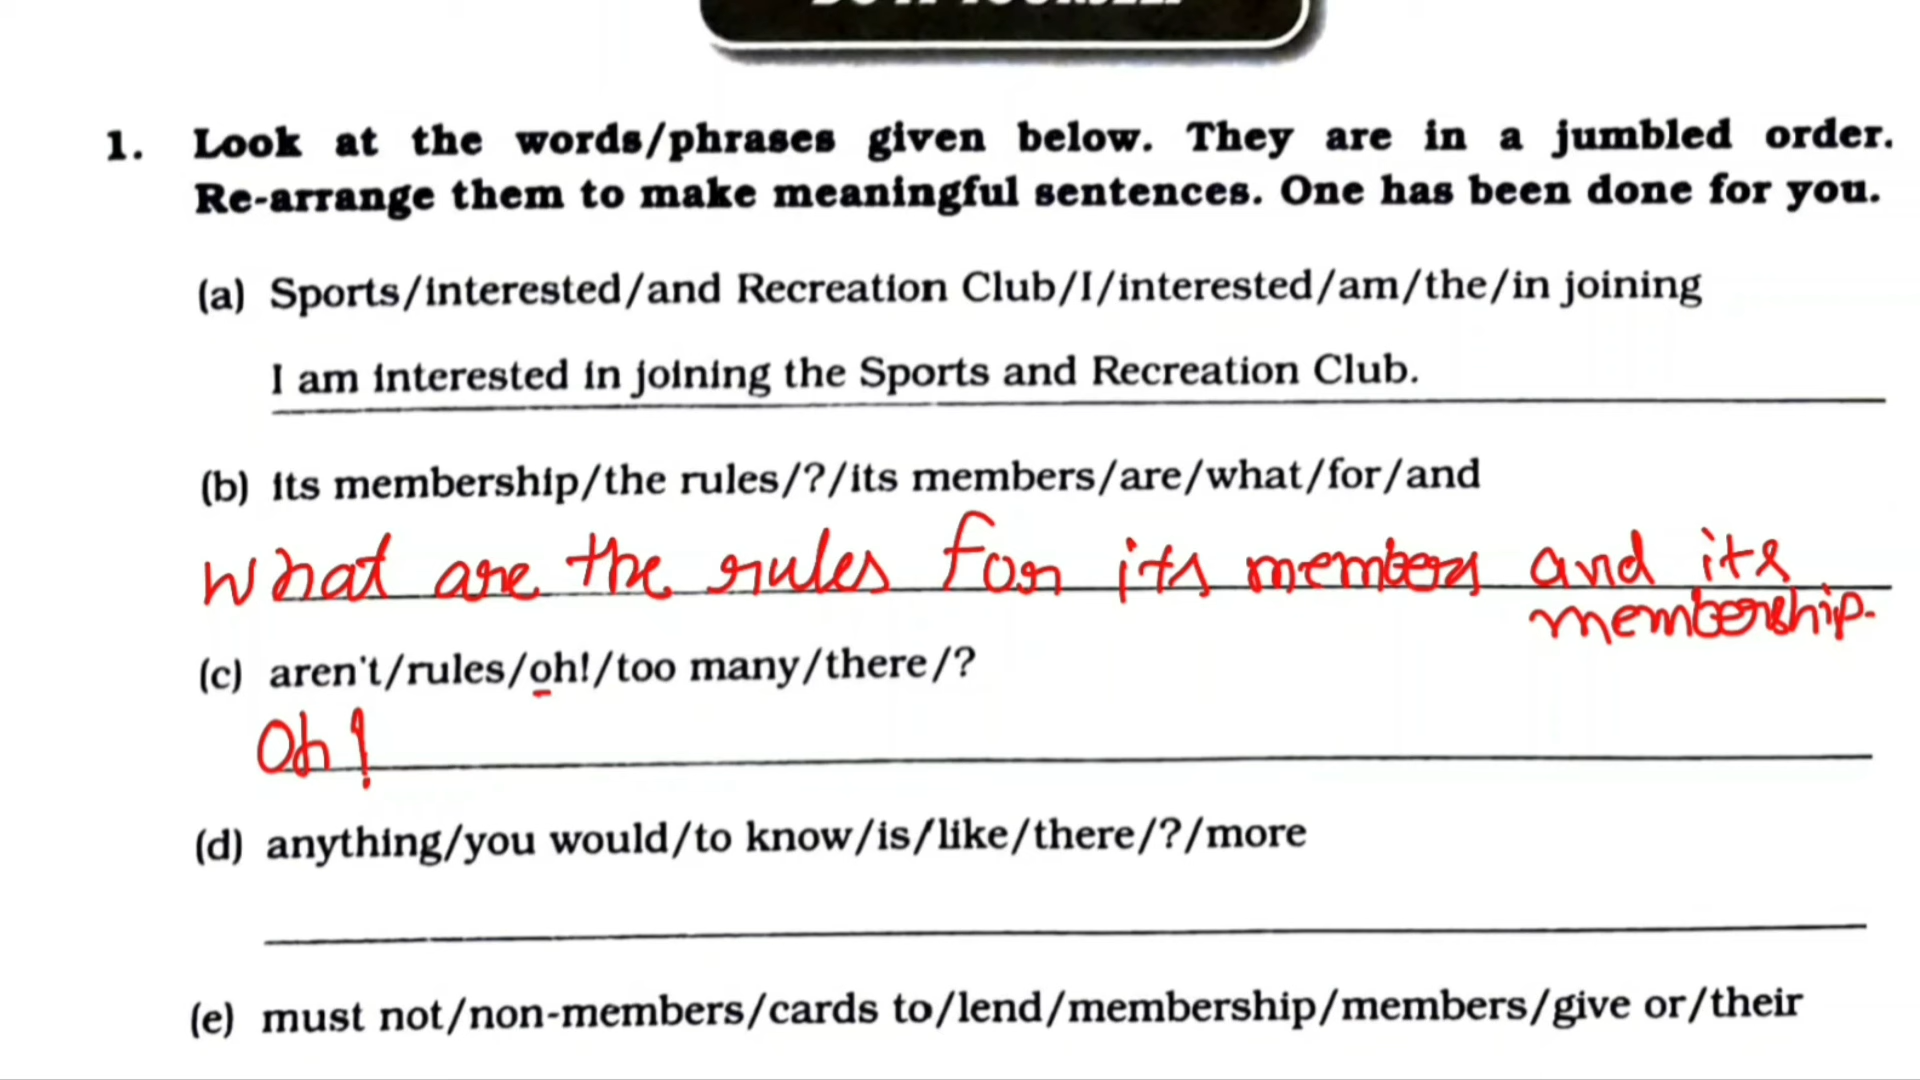 1. Look at the words/phrases given below. They are in a jumbled order.
Re-arrange them to make meaningful sentences. One has been done for you.
(a) Sports/interested/and Recreation Club/I/interested/am/the/in joining
I am interested in joining the Sports and Recreation Club.
(b) its membership/the rules/?/its members/are/what/for/and
What are the rules for its members and its
membership.
(c) aren't/rules/oh!/too many/there/?
Oh!
(d) anything/you would/to know/is/like/there/?/more
(e) must not/non-members/cards to/lend/membership/members/give or/their